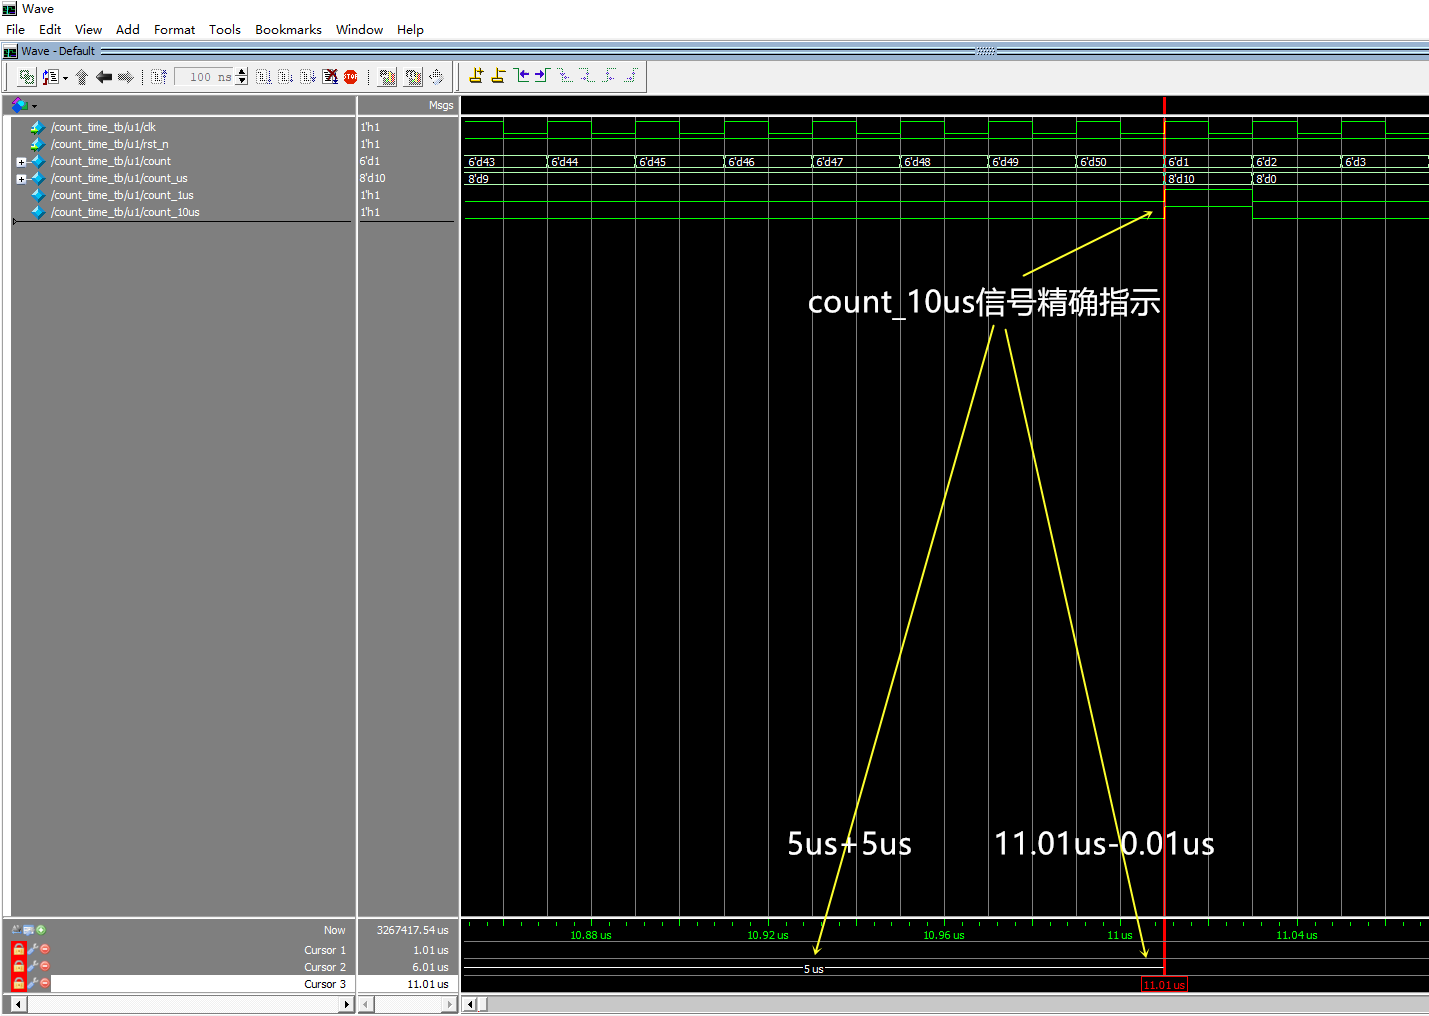 Wave
File Edit View Add Format Tools Bookmarks Window Help
Wave - Default
100 ns
STOP
Msgs
/count_time_tb/u1/clk 1'h1
/count_time_tb/u1/rst_n 1'h1
/count_time_tb/u1/count 6'd1 6'd43 6'd44 6'd45 6'd46 6'd47 6'd48 6'd49 6'd50 6'd1 6'd2 6'd3
/count_time_tb/u1/count_us 8'd10 8'd9 8'd10 8'd0
/count_time_tb/u1/count_1us 1'h1
/count_time_tb/u1/count_10us 1'h1
count_10us信号精确指示
5us+5us 11.01us-0.01us
Now 3267417.54 us 10.88 us 10.92 us 10.96 us 11 us 11.04 us
Cursor 1 1.01 us
Cursor 2 6.01 us 5 us
Cursor 3 11.01 us 11.01 us